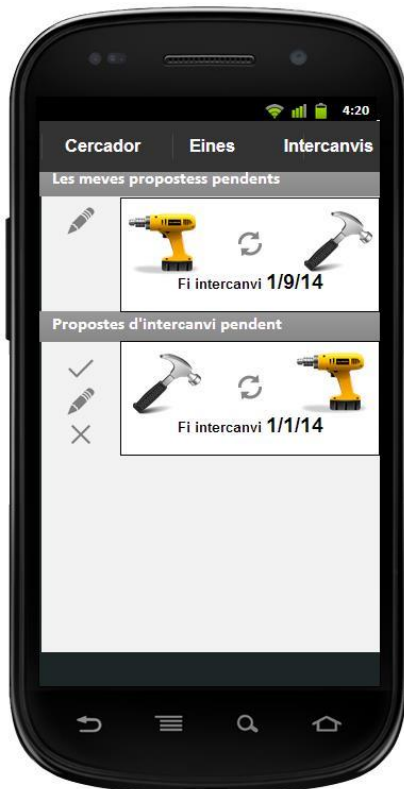 4:20
Cercador Eines Intercanvis
Les meves propostess pendents
Fi intercanvi 1/9/14
Propostes d'intercanvi pendent
Fi intercanvi 1/1/14